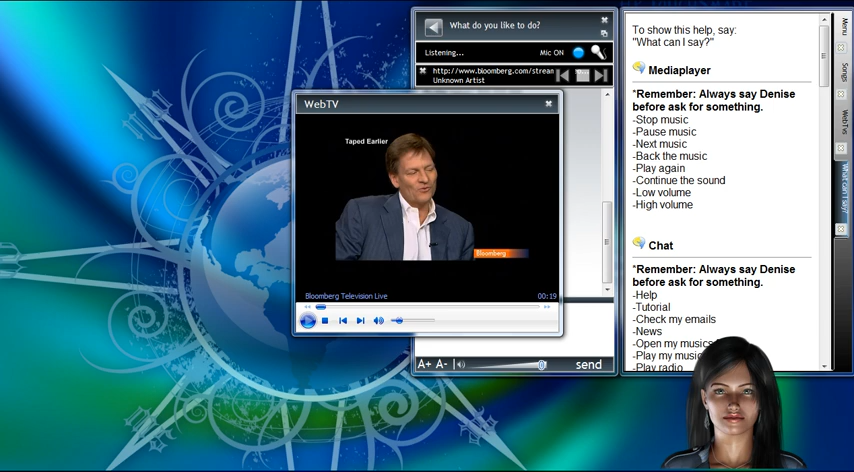 What do you like to do?
Listening...
Mic ON
http://www.bloomberg.com/strea
Unknown Artist
WebTV
Taped Earlier
Bloomberg
Bloomberg Television Live
00:19
A+ A-
send
To show this help, say:
"What can I say?"
Mediaplayer
*Remember: Always say Denise
before ask for something.
-Stop music
-Pause music
-Next music
-Back the music
-Play again
-Continue the sound
-Low volume
-High volume
Chat
*Remember: Always say Denise
before ask for something.
-Help
-Tutorial
-Check my emails
-News
-Open my musics
-Play my music
-Play radio
Menu
Songs
WebTvs
What can I say?